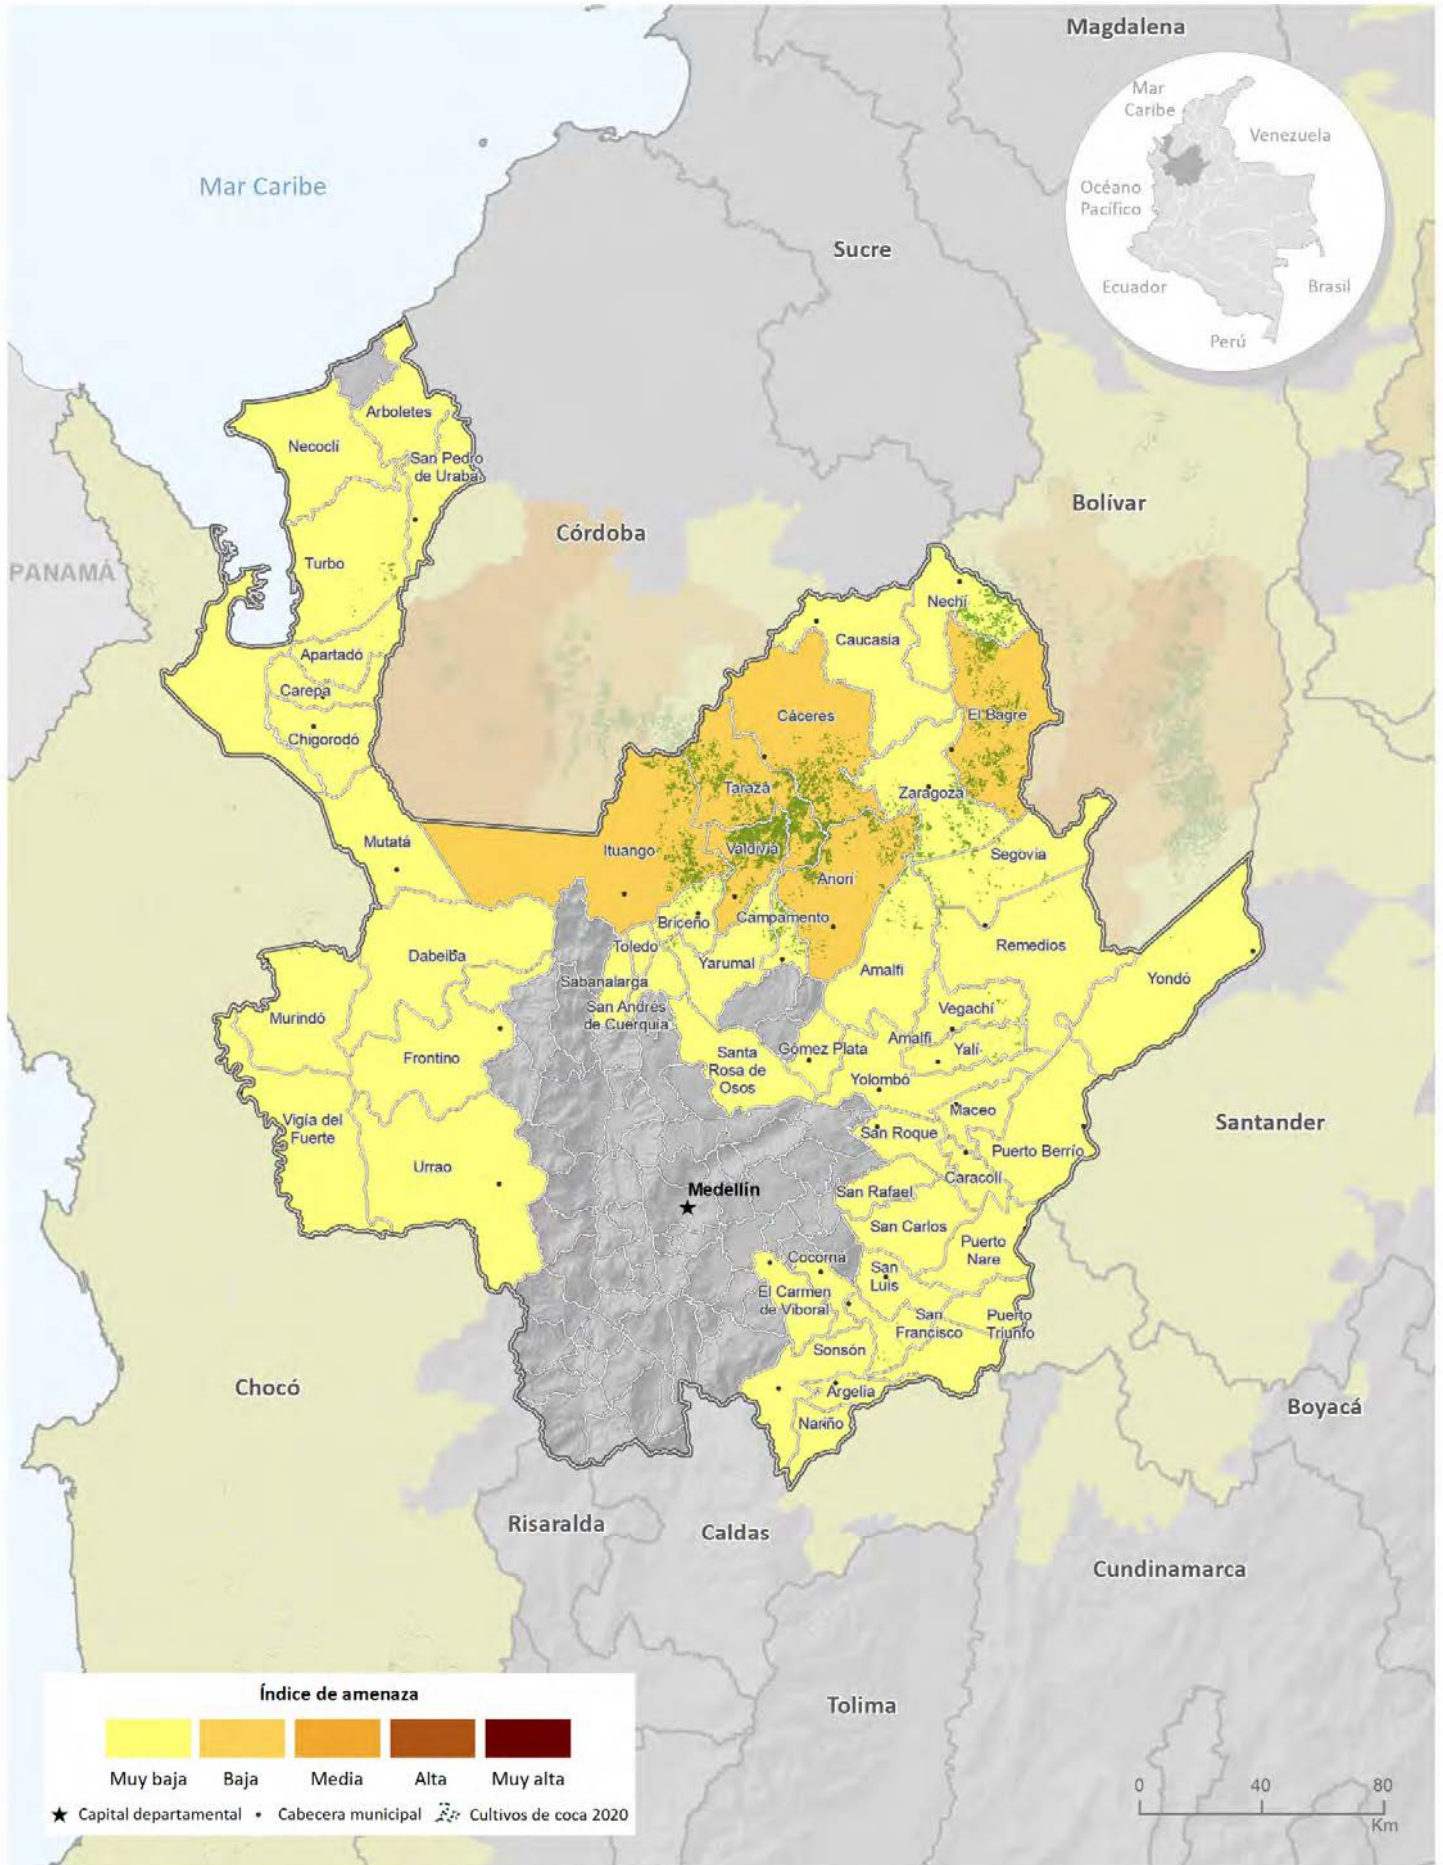 Magdalena
Mar
Caribe
Venezuela
Océano
Pacífico
Ecuador
Brasil
Perú
Mar Caribe
Sucre
Arboletes
Necoclí
San Pedro
de Urabá
Bolívar
Córdoba
Turbo
PANAMÁ
Nechí
Caucasia
Apartadó
Carepa
Cáceres
El Bagre
Chigorodó
Tarazá
Zaragoza
Mutatá
Ituango
Valdivia
Segovia
Anorí
Briceño
Campamento
Toledo
Remedios
Dabeiba
Yarumal
Amalfi
Yondó
Sabanalarga
San Andrés
de Cuerquia
Vegachí
Murindó
Amalfi
Gómez Plata
Yalí
Frontino
Santa
Rosa de
Osos
Yolombó
Maceo
Vigía del
Fuerte
San Roque
Santander
Puerto Berrío
Urrao
Caracolí
Medellín
San Rafael
San Carlos
Puerto
Nare
Cocorná
San
Luis
El Carmen
de Viboral
San
Francisco
Puerto
Triunfo
Sonsón
Chocó
Argelia
Boyacá
Nariño
Risaralda
Caldas
Cundinamarca
Tolima
Índice de amenaza
Muy baja Baja Media Alta Muy alta
Capital departamental Cabecera municipal Cultivos de coca 2020
0 40 80
Km